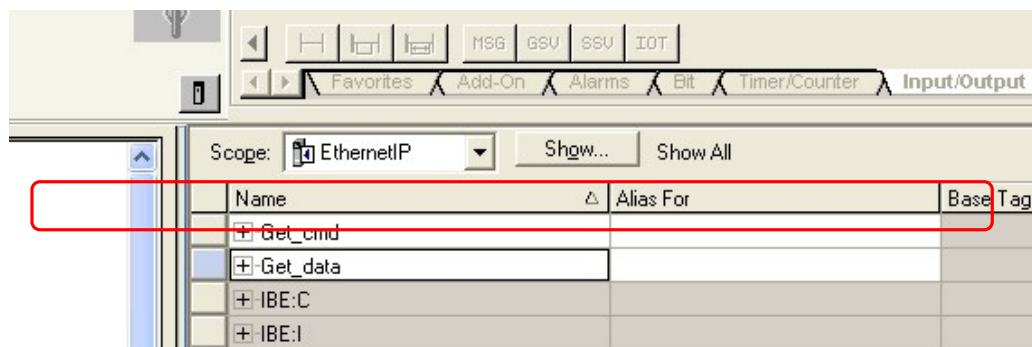 MSG GSV SSV IOT
Favorites Add-On Alarms Bit Timer/Counter Input/Output
Scope: EthernetIP Show... Show All
Name Alias For Base Tag
Get_cmd
Get_data
IBE:C
IBE:I